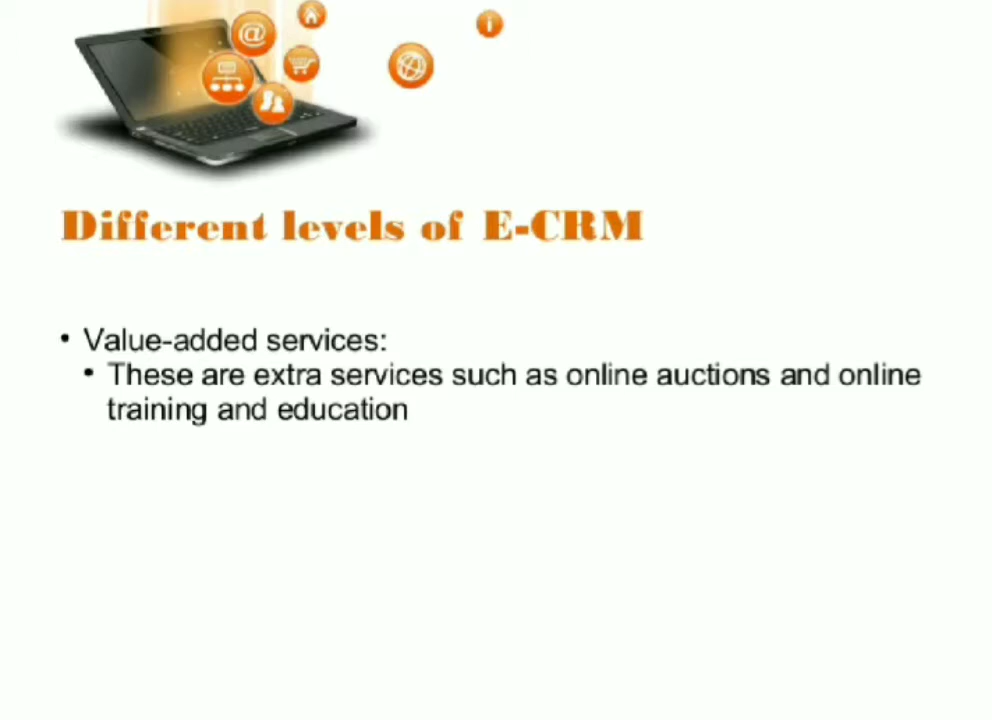 Different levels of E-CRM
• Value-added services:
• These are extra services such as online auctions and online
training and education